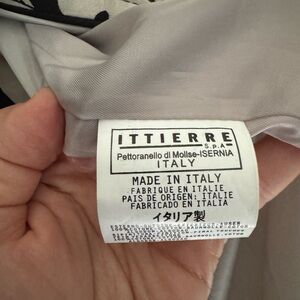 ITTIERRE
S.p.A
Pettoranello di Molise-ISERNIA
ITALY
MADE IN ITALY
FABRIQUE EN ITALIE
PAIS DE ORIGEN: ITALIE
FABRICADO EN ITALIA
イタリア製